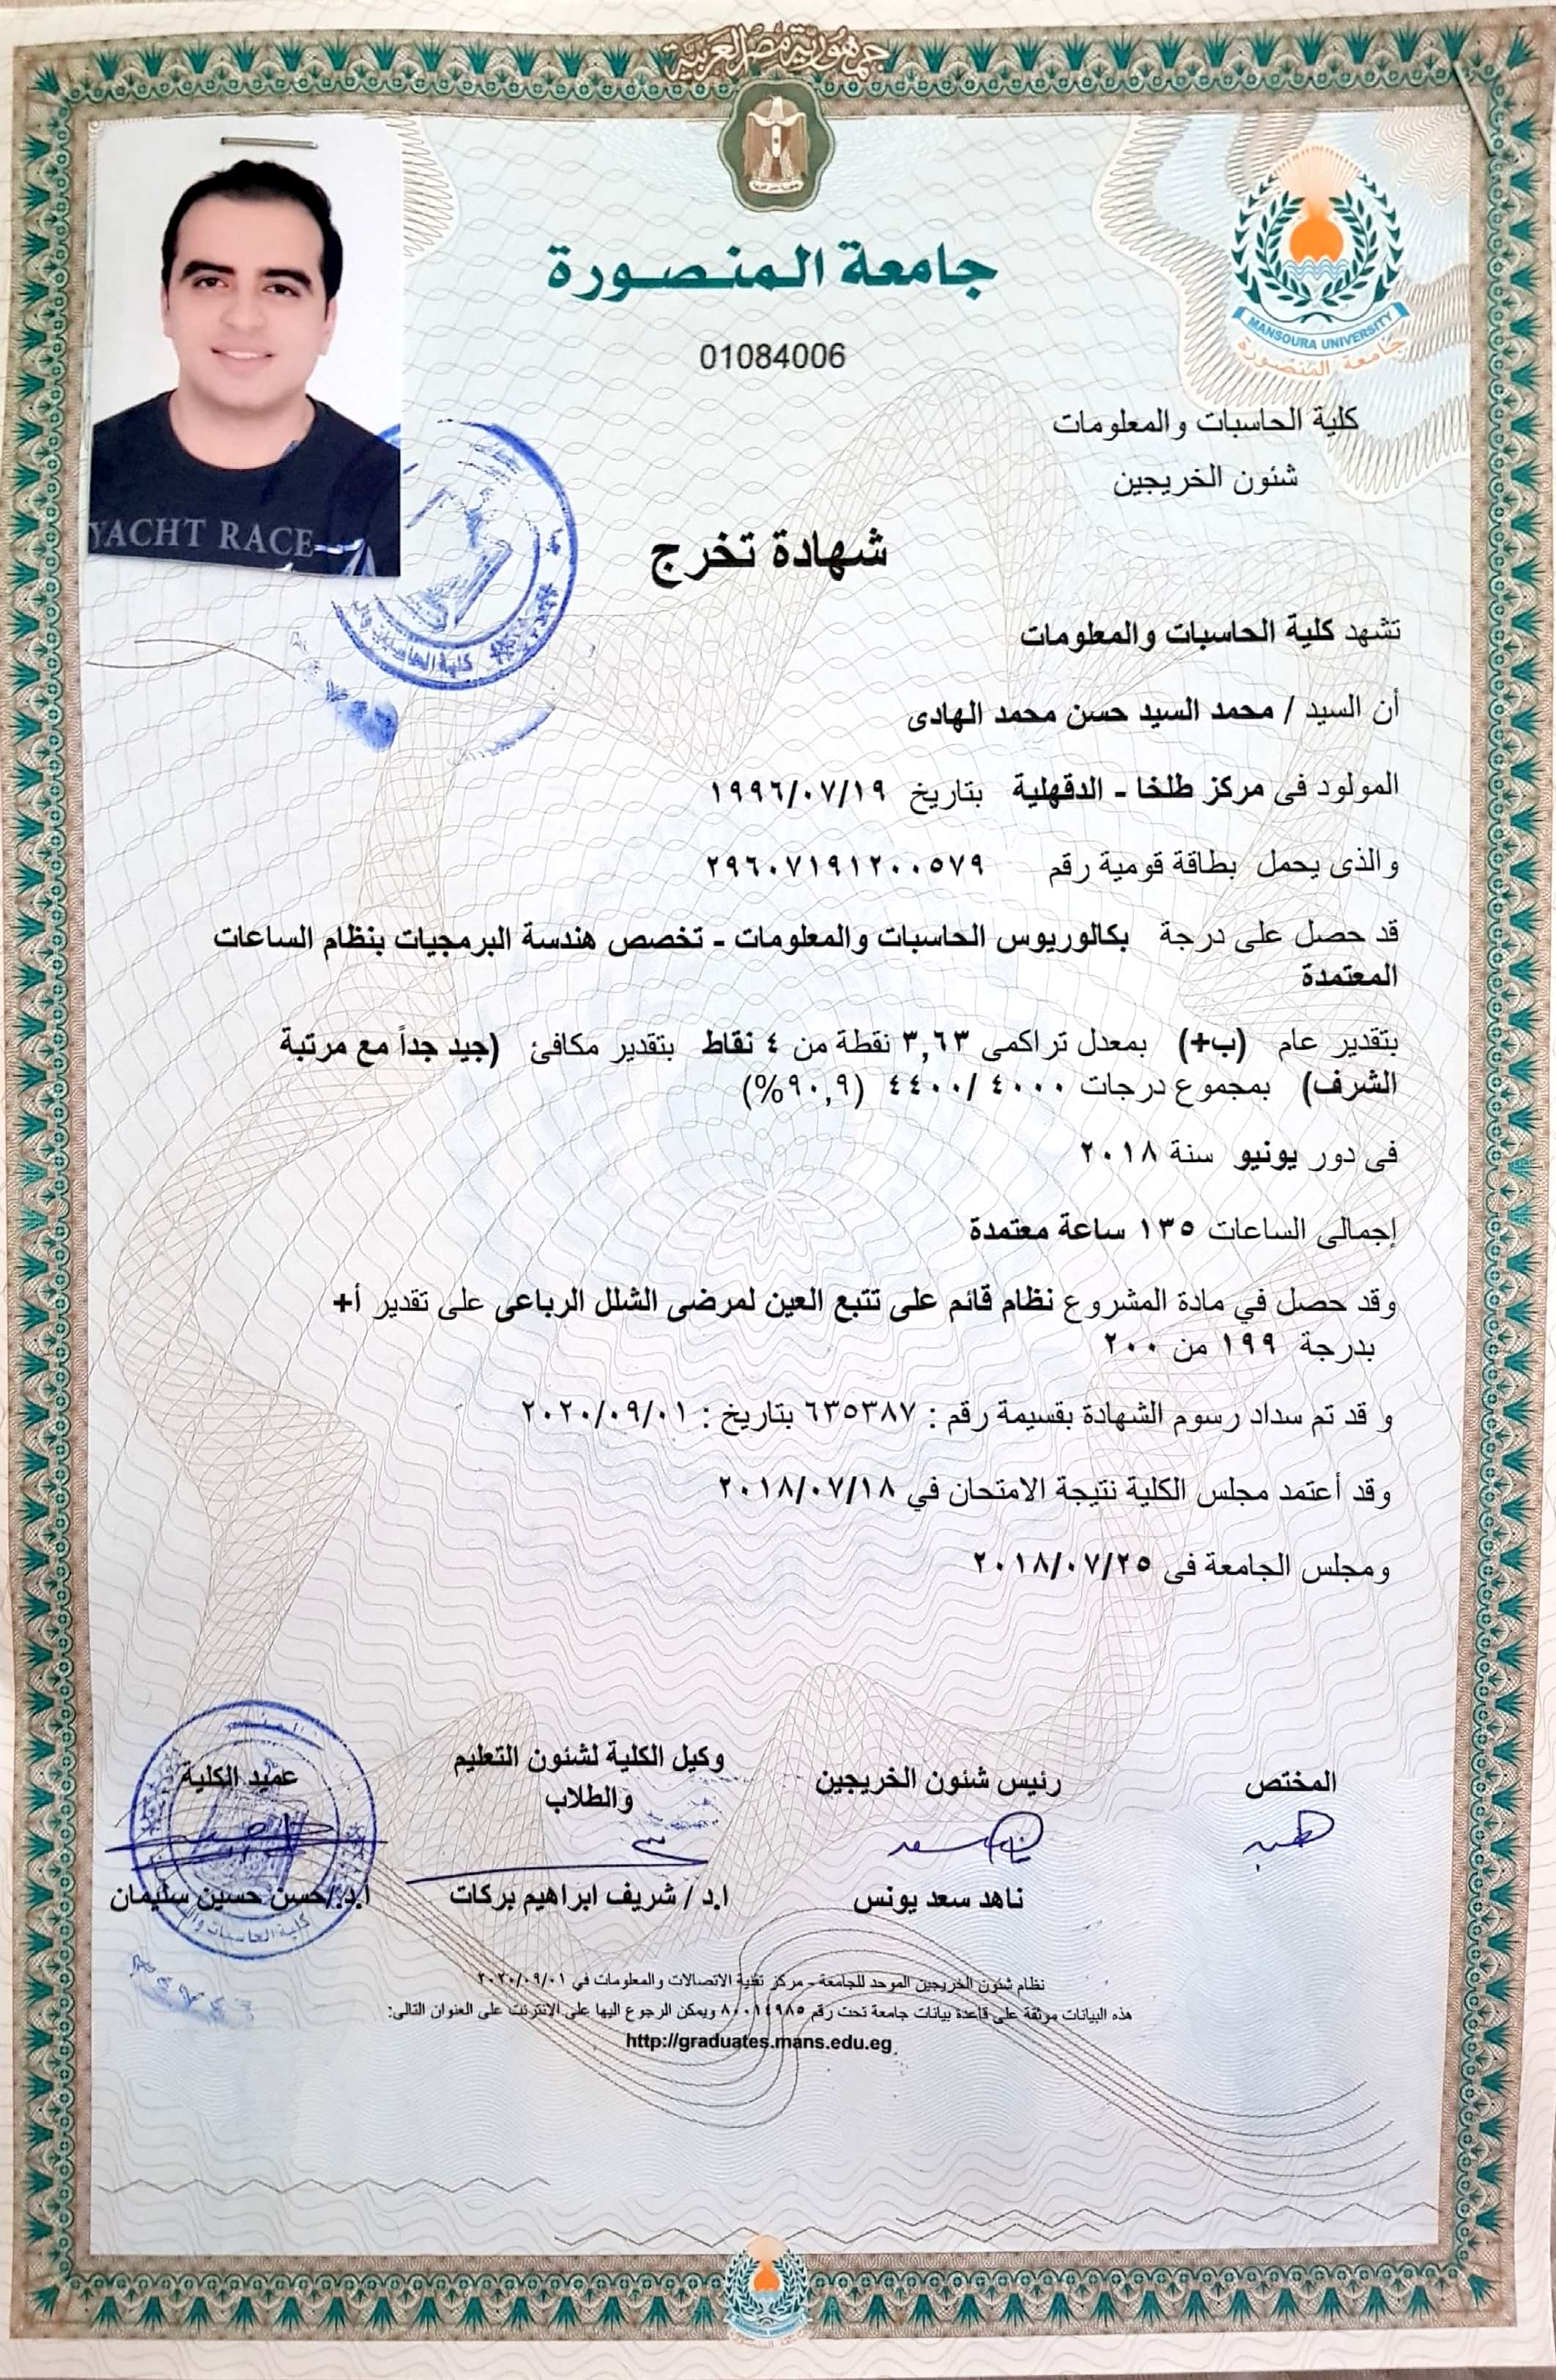 جمهورية مصر العربية
جامعة المنصورة
MANSOURA UNIVERSITY
جامعة المنصورة
01084006
كلية الحاسبات والمعلومات
شئون الخريجين
YACHT RACE
شهادة تخرج
تشهد كلية الحاسبات والمعلومات
أن السيد / محمد السيد حسن محمد الهادى
المولود فى مركز طلخا - الدقهلية بتاريخ ١٩٩٦/٠٧/١٩
والذى يحمل بطاقة قومية رقم ٢٩٦٠٧١٩١٢٠٠٥٧٩
قد حصل على درجة بكالوريوس الحاسبات والمعلومات - تخصص هندسة البرمجيات بنظام الساعات
المعتمدة
بتقدير عام (ب+) بمعدل تراكمى ٣,٦٣ نقطة من ٤ نقاط بتقدير مكافئ (جيد جداً مع مرتبة
الشرف) بمجموع درجات ٤٠٠٠ /٤٤٠٠ (٩٠,٩%)
فى دور يونيو سنة ٢٠١٨
إجمالى الساعات ١٣٥ ساعة معتمدة
وقد حصل في مادة المشروع نظام قائم على تتبع العين لمرضى الشلل الرباعى على تقدير أ+
بدرجة ١٩٩ من ٢٠٠
و قد تم سداد رسوم الشهادة بقسيمة رقم : ٦٣٥٣٨٧ بتاريخ : ٢٠٢٠/٠٩/٠١
وقد أعتمد مجلس الكلية نتيجة الامتحان في ٢٠١٨/٠٧/١٨
ومجلس الجامعة فى ٢٠١٨/٠٧/٢٥
المختص رئيس شئون الخريجين وكيل الكلية لشئون التعليم والطلاب عميد الكلية
هبه
ناهد سعد يونس ا.د / شريف ابراهيم بركات ا.د./حسن حسين سليمان
نظام شئون الخريجين الموحد للجامعة - مركز تقنية الاتصالات والمعلومات في ٢٠٢٠/٠٩/٠١
هذه البيانات موثقة على قاعدة بيانات جامعة تحت رقم ٨٠٠١٤٩٨٥ ويمكن الرجوع اليها على الانترنت على العنوان التالى:
http://graduates.mans.edu.eg